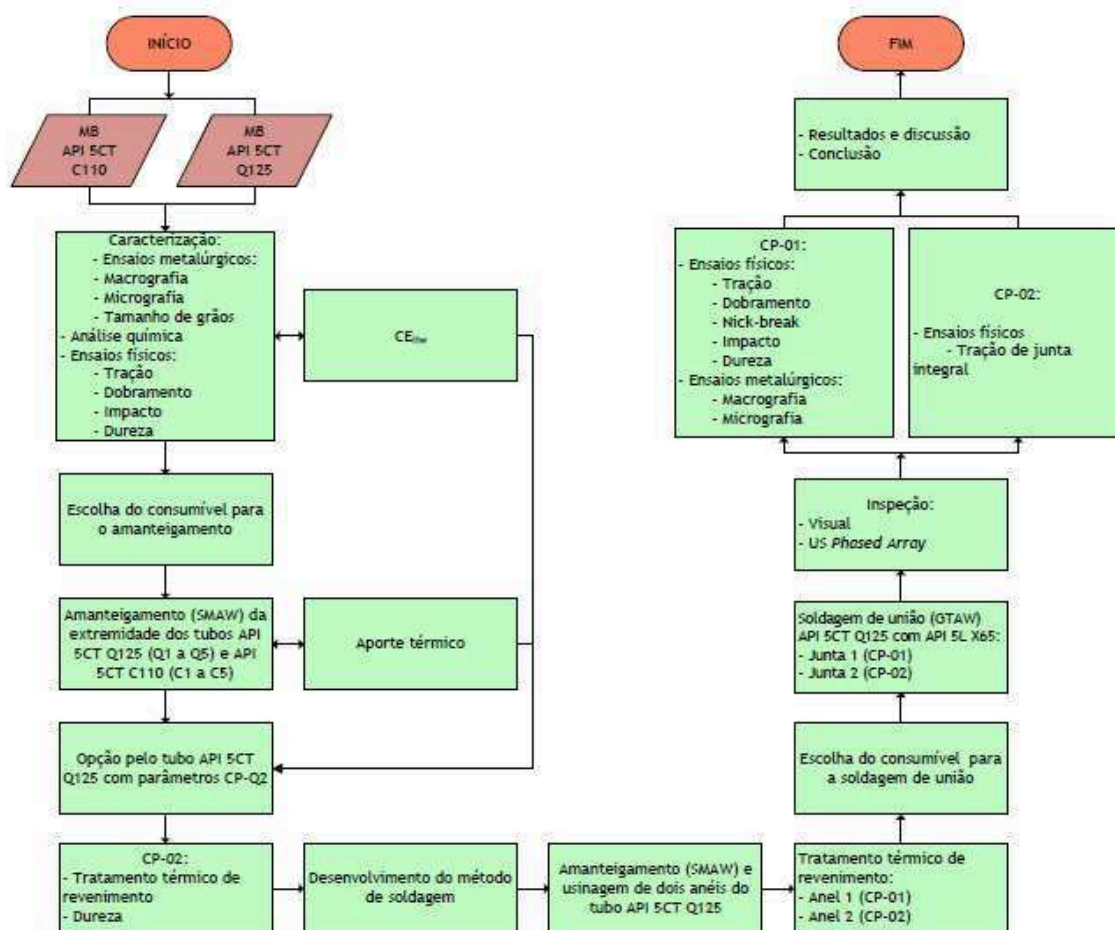 INÍCIO
MB
API 5CT
C110
MB
API 5CT
Q125
Caracterização:
- Ensaios metalúrgicos:
- Macrografia
- Micrografia
- Tamanho de grãos
- Análise química
- Ensaios físicos:
- Tração
- Dobramento
- Impacto
- Dureza
CE
Escolha do consumível para
o amanteigamento
Amanteigamento (SMAW) da
extremidade dos tubos API
5CT Q125 (Q1 a Q5) e API
5CT C110 (C1 a C5)
Aporte térmico
Opção pelo tubo API 5CT
Q125 com parâmetros CP-Q2
CP-02:
- Tratamento térmico de
revenimento
- Dureza
Desenvolvimento do método
de soldagem
Amanteigamento (SMAW) e
usinagem de dois anéis do
tubo API 5CT Q125
Tratamento térmico de
revenimento:
- Anel 1 (CP-01)
- Anel 2 (CP-02)
Escolha do consumível para
a soldagem de união
Soldagem de união (GTAW)
API 5CT Q125 com API 5L X65:
- Junta 1 (CP-01)
- Junta 2 (CP-02)
Inspeção:
- Visual
- US Phased Array
CP-01:
- Ensaios físicos:
- Tração
- Dobramento
- Nick-break
- Impacto
- Dureza
- Ensaios metalúrgicos:
- Macrografia
- Micrografia
CP-02:
- Ensaios físicos
- Tração de junta
integral
- Resultados e discussão
- Conclusão
FIM